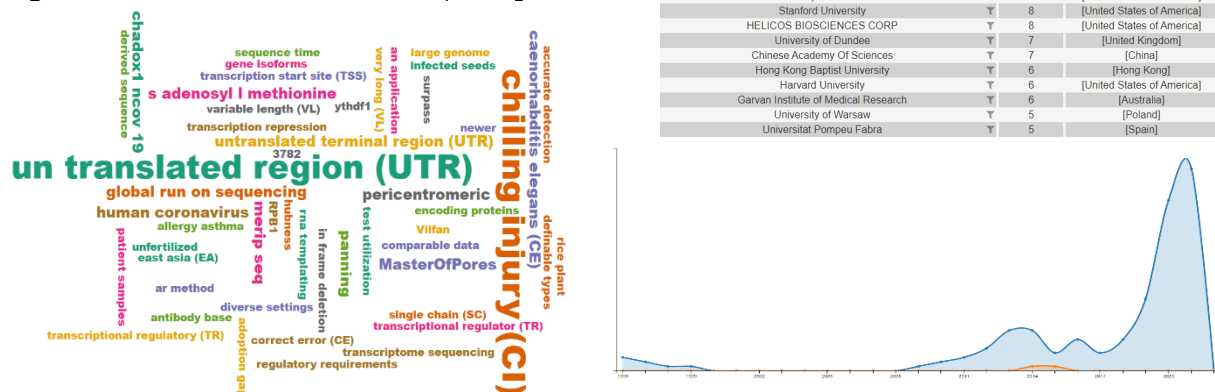 chadox1 ncov 19
derived sequence
sequence time
gene isoforms
transcription start site (TSS)
s adenosyl l methionine
variable length (VL)
ythdf1
very long (VL)
an application
large genome
infected seeds
surpass
newer
transcription repression
untranslated terminal region (UTR)
3782
un translated region (UTR)
chilling injury (CI)
caenorhabditis elegans (CE)
accurate detection
global run on sequencing
pericentromeric
human coronavirus
allergy asthma
merip seq
RPB1
hubness
rna templating
in frame deletion
panning
test utilization
encoding proteins
Vilfan
comparable data
MasterOfPores
definable types
rice plant
patient samples
unfertilized
east asia (EA)
ar method
diverse settings
antibody base
transcriptional regulatory (TR)
adoption gap
correct error (CE)
single chain (SC)
transcriptional regulator (TR)
transcriptome sequencing
regulatory requirements
Stanford University 8 [United States of America]
HELICOS BIOSCIENCES CORP 8 [United States of America]
University of Dundee 7 [United Kingdom]
Chinese Academy Of Sciences 7 [China]
Hong Kong Baptist University 6 [Hong Kong]
Harvard University 6 [United States of America]
Garvan Institute of Medical Research 6 [Australia]
University of Warsaw 5 [Poland]
Universitat Pompeu Fabra 5 [Spain]